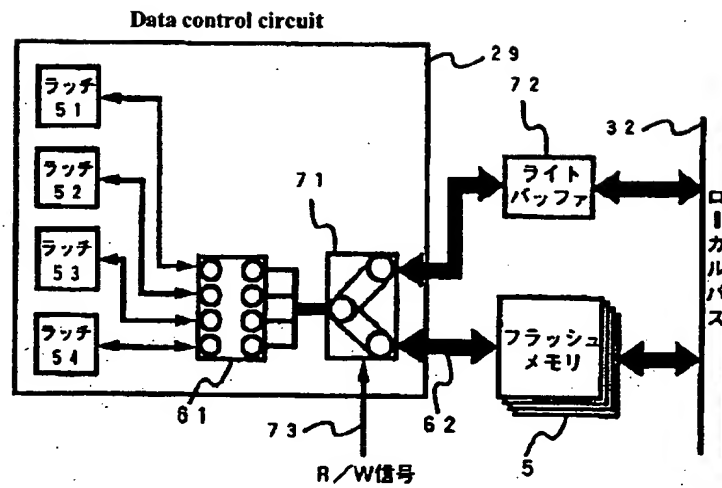 Data control circuit
29
ラッチ
51
ラッチ
52
ラッチ
53
ラッチ
54
61
71
73
R/W信号
62
72
ライト
バッファ
32
ローカルバス
フラッシュ
メモリ
5